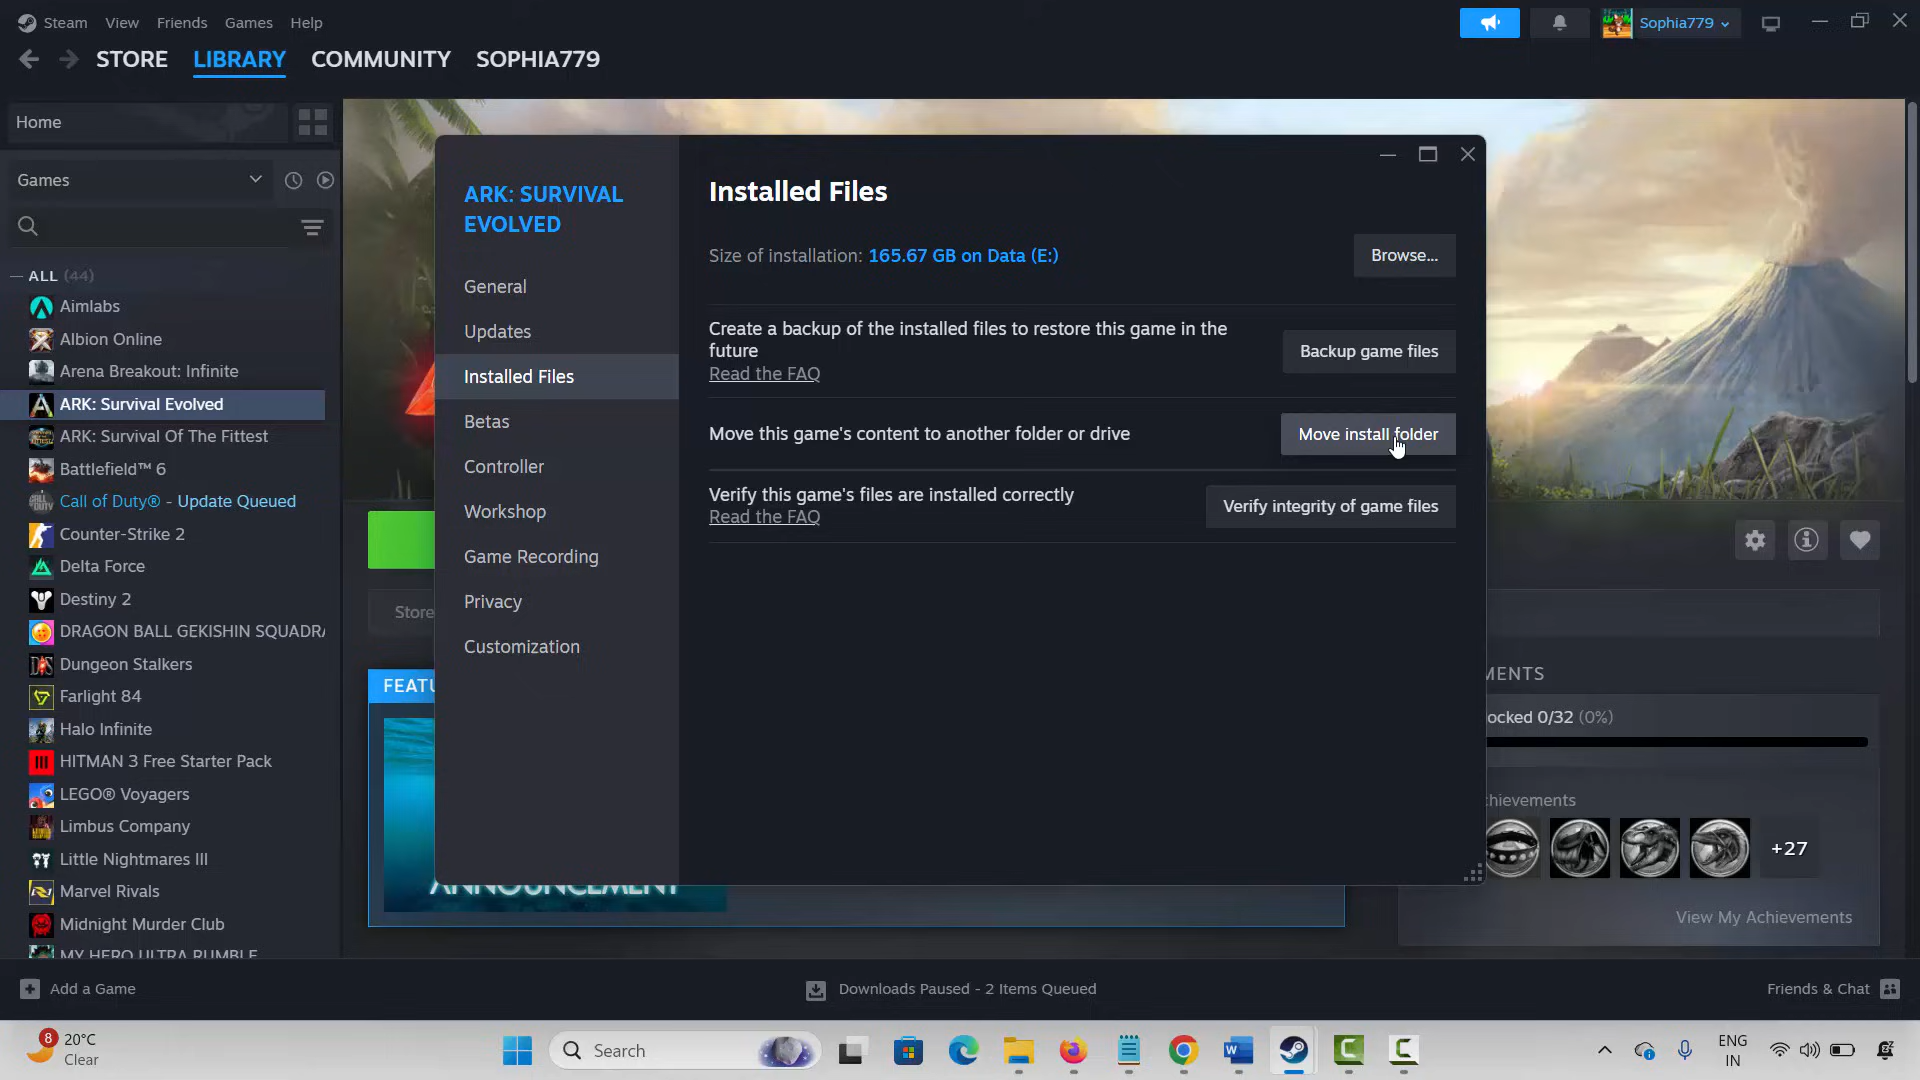 Steam View Friends Games Help
Sophia779
STORE LIBRARY COMMUNITY SOPHIA779
Home
Games
ALL (44)
Aimlabs
Albion Online
Arena Breakout: Infinite
ARK: Survival Evolved
ARK: Survival Of The Fittest
Battlefield™ 6
Call of Duty® - Update Queued
Counter-Strike 2
Delta Force
Destiny 2
DRAGON BALL GEKISHIN SQUADRA
Dungeon Stalkers
Farlight 84
Halo Infinite
HITMAN 3 Free Starter Pack
LEGO® Voyagers
Limbus Company
Little Nightmares III
Marvel Rivals
Midnight Murder Club
MY HERO ULTRA RUMBLE
ARK: SURVIVAL
EVOLVED
General
Updates
Installed Files
Betas
Controller
Workshop
Game Recording
Privacy
Customization
Installed Files
Size of installation: 165.67 GB on Data (E:)
Browse...
Create a backup of the installed files to restore this game in the
future
Read the FAQ
Backup game files
Move this game's content to another folder or drive
Move install folder
Verify this game's files are installed correctly
Read the FAQ
Verify integrity of game files
Store
FEATU
ANNOUNCEMENT
MENTS
ocked 0/32 (0%)
chievements
+27
View My Achievements
Add a Game
Downloads Paused - 2 Items Queued
Friends & Chat
8
20°C
Clear
Search
ENG
IN